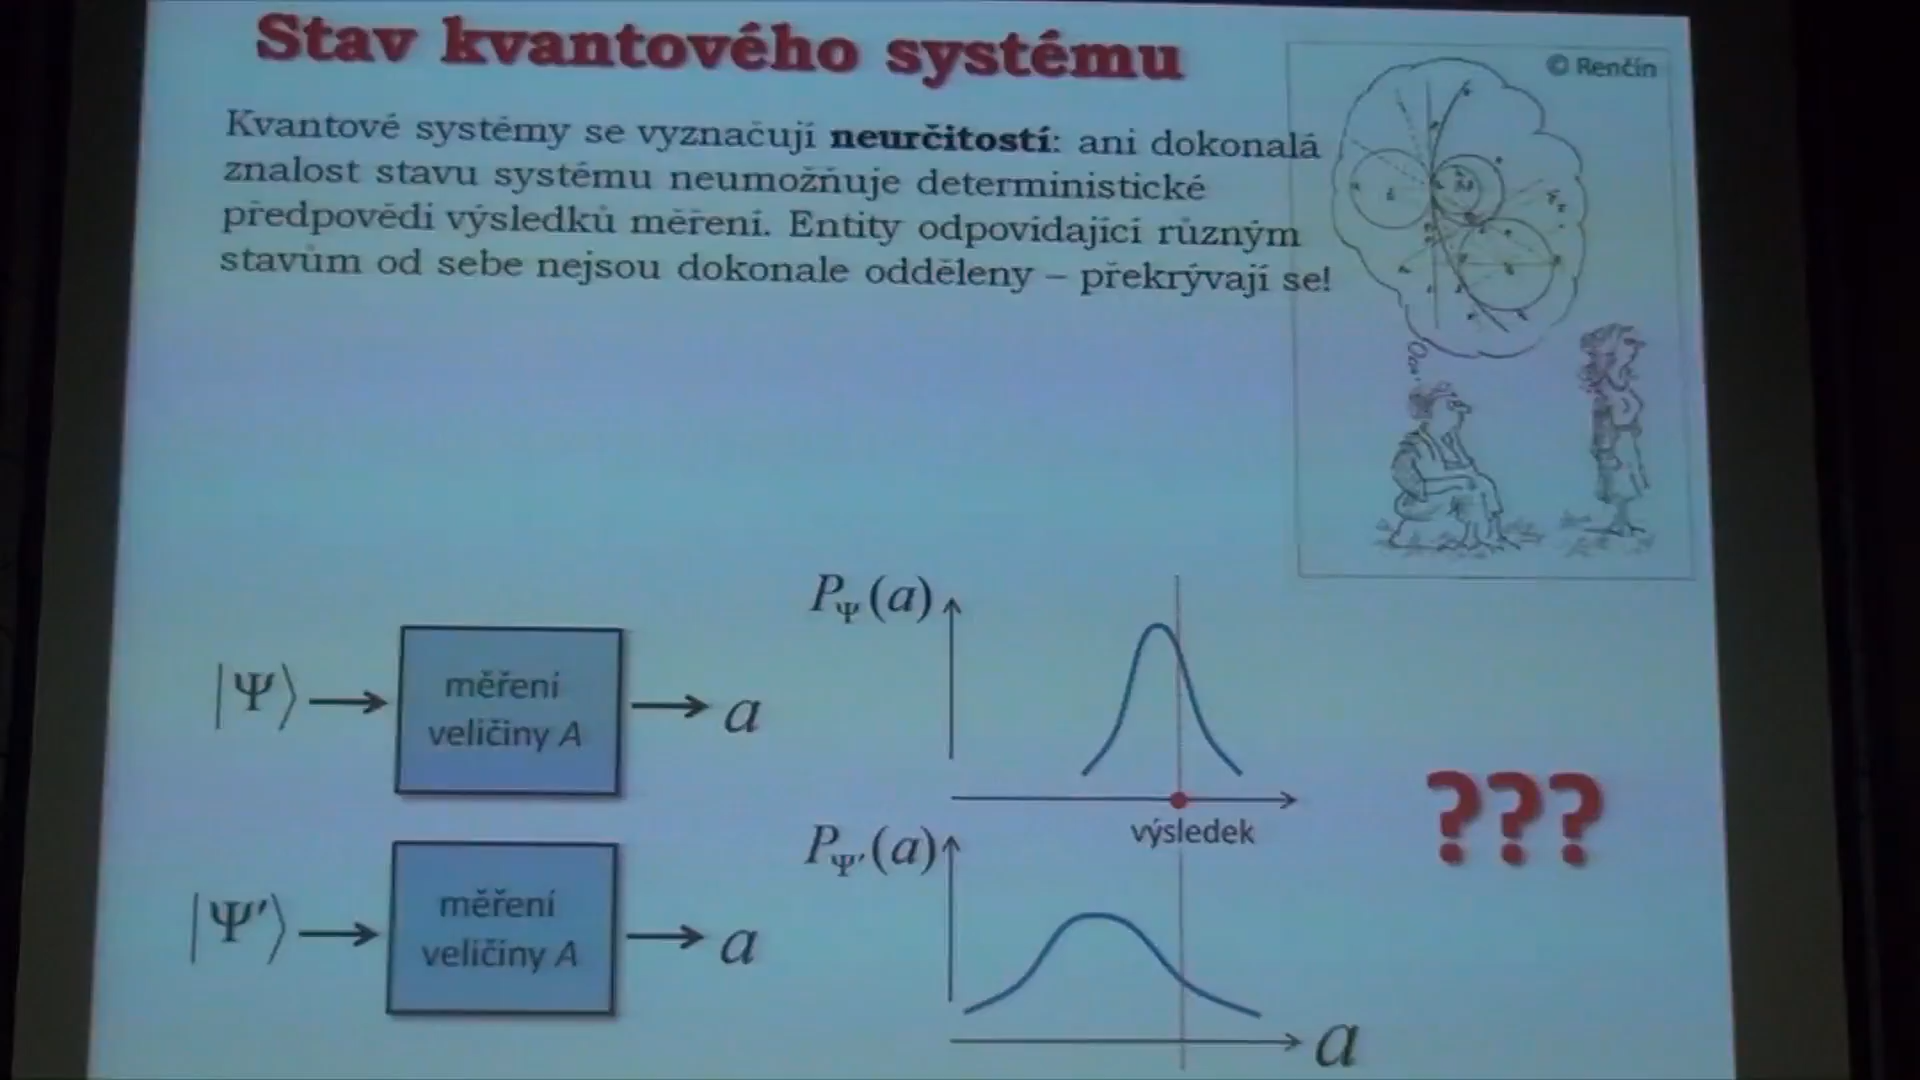 Stav kvantového systému
© Renčín
Kvantové systémy se vyznačují neurčitostí: ani dokonalá
znalost stavu systému neumožňuje deterministické
předpovědi výsledků měření. Entity odpovídající různým
stavům od sebe nejsou dokonale odděleny – překrývají se!
|Ψ⟩ → měření
veličiny A → a
P_Ψ(a)
výsledek
???
|Ψ'⟩ → měření
veličiny A → a
P_Ψ'(a)
a